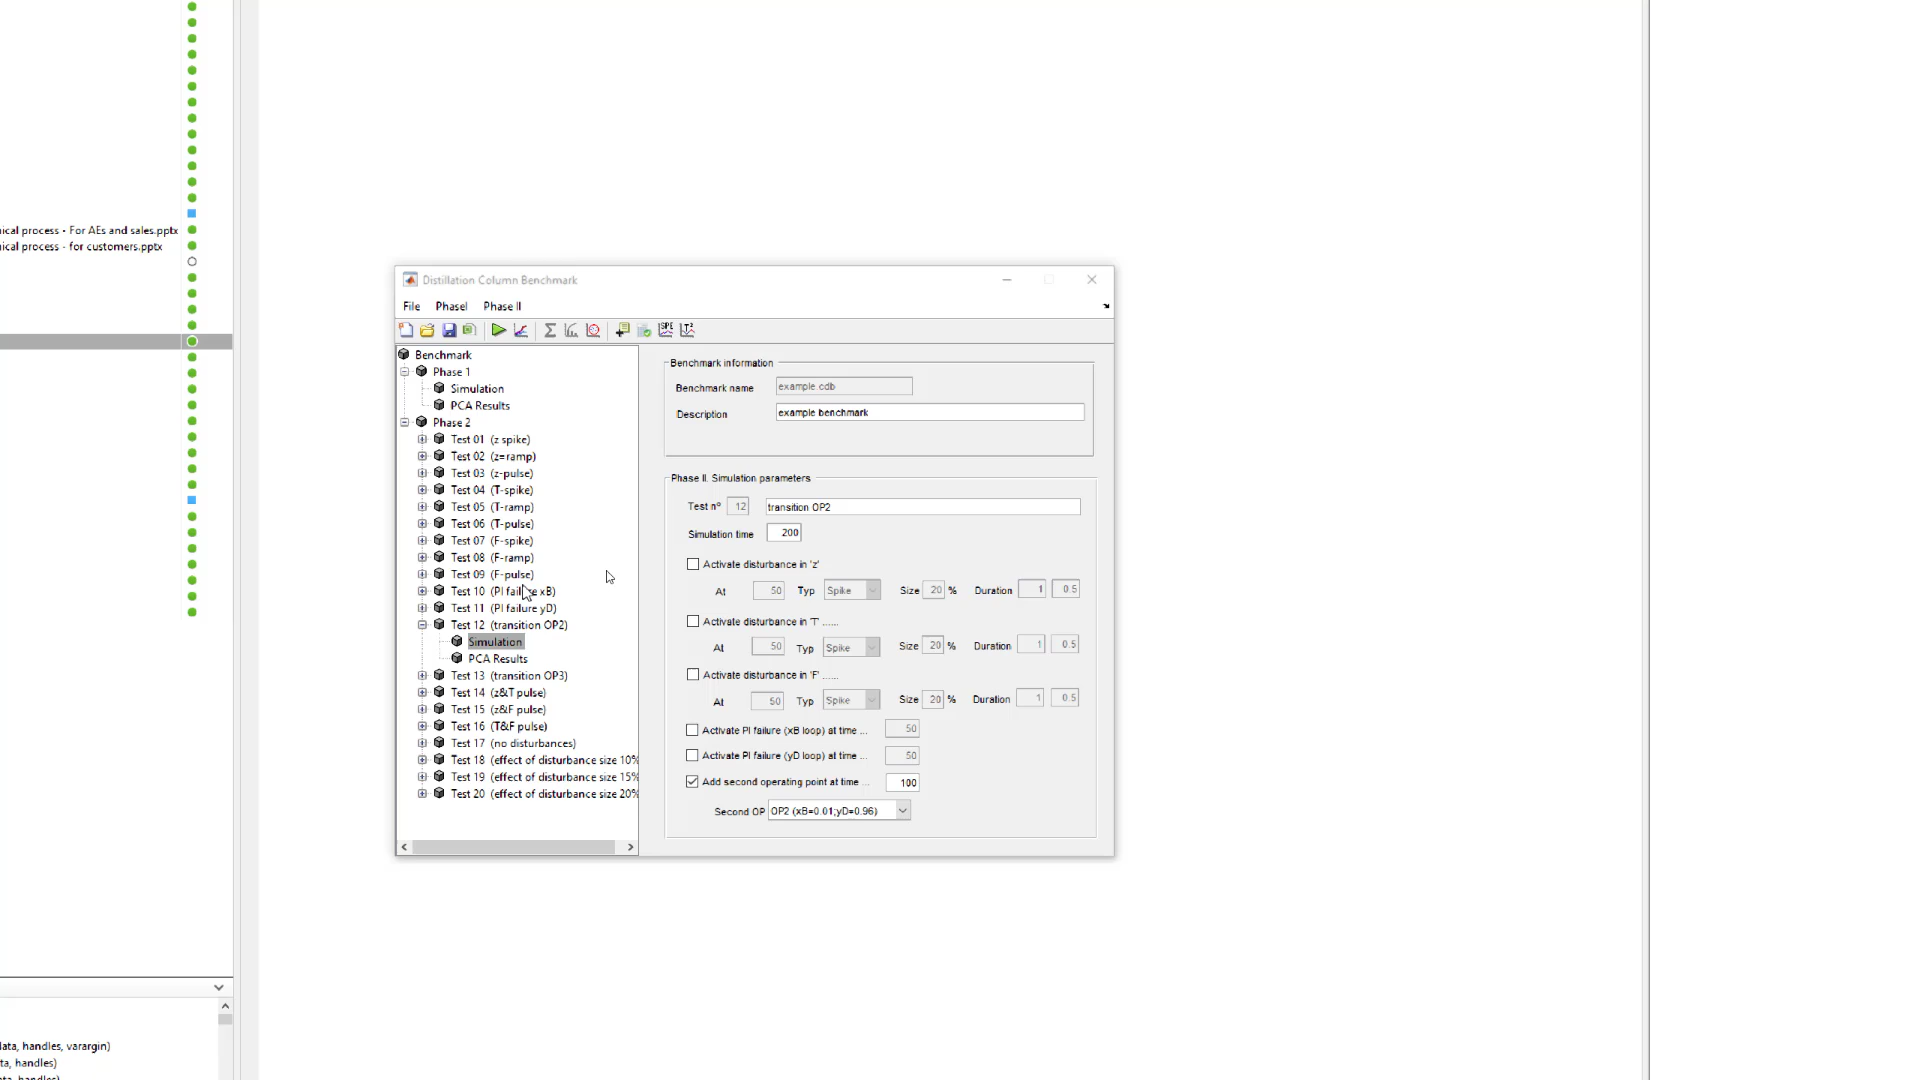 ical process - For AEs and sales.pptx
ical process - for customers.pptx
Distillation Column Benchmark
File PhaseI Phase II
SPE T²
Benchmark
Phase 1
Simulation
PCA Results
Phase 2
Test 01 (z spike)
Test 02 (z=ramp)
Test 03 (z-pulse)
Test 04 (T-spike)
Test 05 (T-ramp)
Test 06 (T-pulse)
Test 07 (F-spike)
Test 08 (F-ramp)
Test 09 (F-pulse)
Test 10 (PI failure xB)
Test 11 (PI failure yD)
Test 12 (transition OP2)
Simulation
PCA Results
Test 13 (transition OP3)
Test 14 (z&T pulse)
Test 15 (z&F pulse)
Test 16 (T&F pulse)
Test 17 (no disturbances)
Test 18 (effect of disturbance size 10%
Test 19 (effect of disturbance size 15%
Test 20 (effect of disturbance size 20%
Benchmark information
Benchmark name example.cdb
Description example benchmark
Phase II. Simulation parameters
Test nº 12 transition OP2
Simulation time 200
Activate disturbance in 'z'
At 50 Typ Spike Size 20 % Duration 1 0.5
Activate disturbance in 'T' ......
At 50 Typ Spike Size 20 % Duration 1 0.5
Activate disturbance in 'F' ......
At 50 Typ Spike Size 20 % Duration 1 0.5
Activate PI failure (xB loop) at time ... 50
Activate PI failure (yD loop) at time ... 50
Add second operating point at time ... 100
Second OP OP2 (xB=0.01;yD=0.96)
data, handles, varargin)
ta, handles)